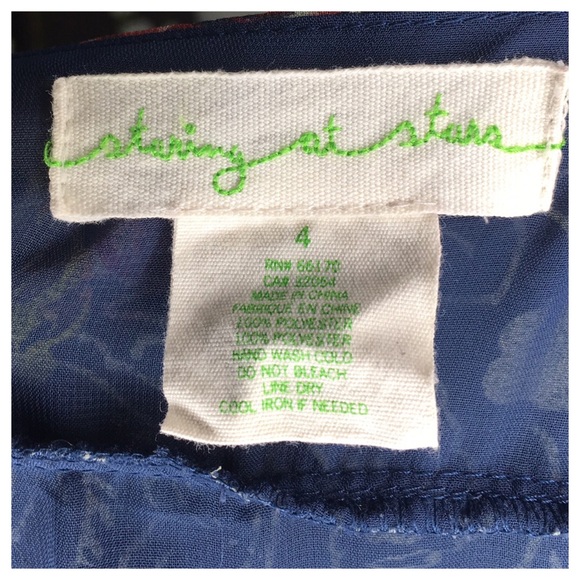 staring at stars
4
RN# 66170
CA# 32054
MADE IN CHINA
FABRIQUE EN CHINE
100% POLYESTER
100% POLYESTER
HAND WASH COLD
DO NOT BLEACH
LINE DRY
COOL IRON IF NEEDED